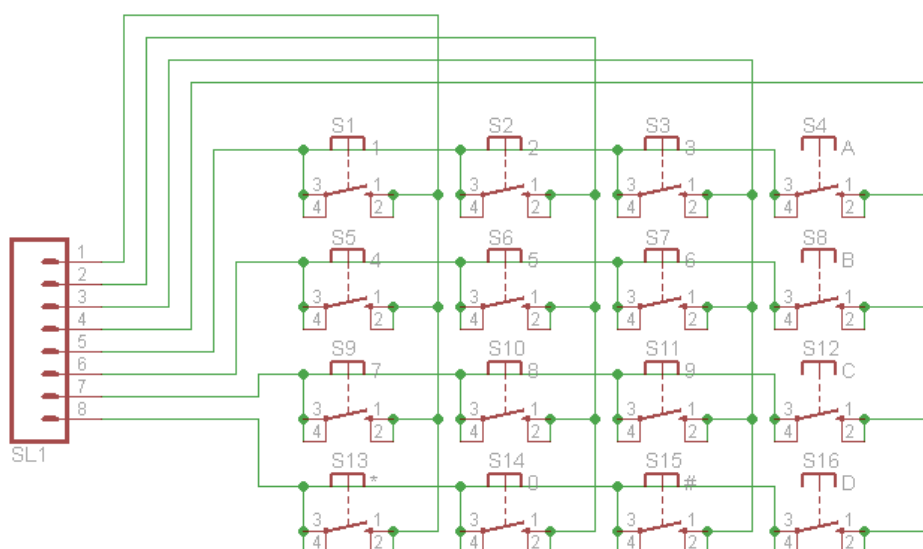 S1 S2 S3 S4
1 2 3 A
3 1 3 1 3 1 3 1
4 2 4 2 4 2 4 2
S5 S6 S7 S8
1
4 5 6 B
2
3 1 3 1 3 1 3 1
3
4 2 4 2 4 2 4 2
4
5
S9 S10 S11 S12
6
7 8 9 C
7
3 1 3 1 3 1 3 1
8
4 2 4 2 4 2 4 2
SL1
S13 S14 S15 S16
* 0 # D
3 1 3 1 3 1 3 1
4 2 4 2 4 2 4 2